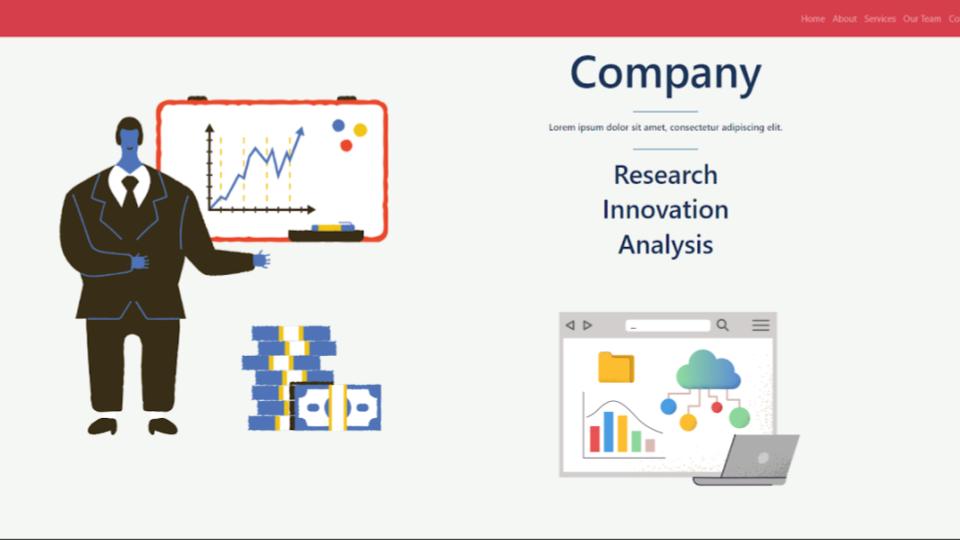 Home About Services Our Team Co
Company
Lorem ipsum dolor sit amet, consectetur adipiscing elit.
Research
Innovation
Analysis